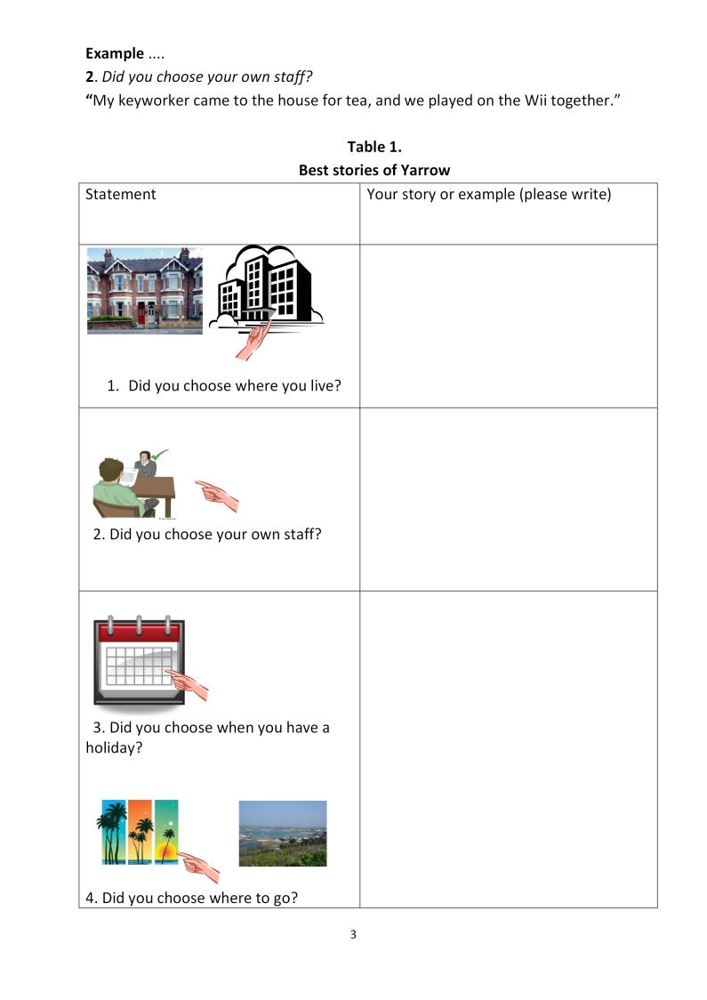 Example ....
2. Did you choose your own staff?
“My keyworker came to the house for tea, and we played on the Wii together.”
Table 1.
Best stories of Yarrow
Statement
Your story or example (please write)
1. Did you choose where you live?
2. Did you choose your own staff?
3. Did you choose when you have a
holiday?
4. Did you choose where to go?
3